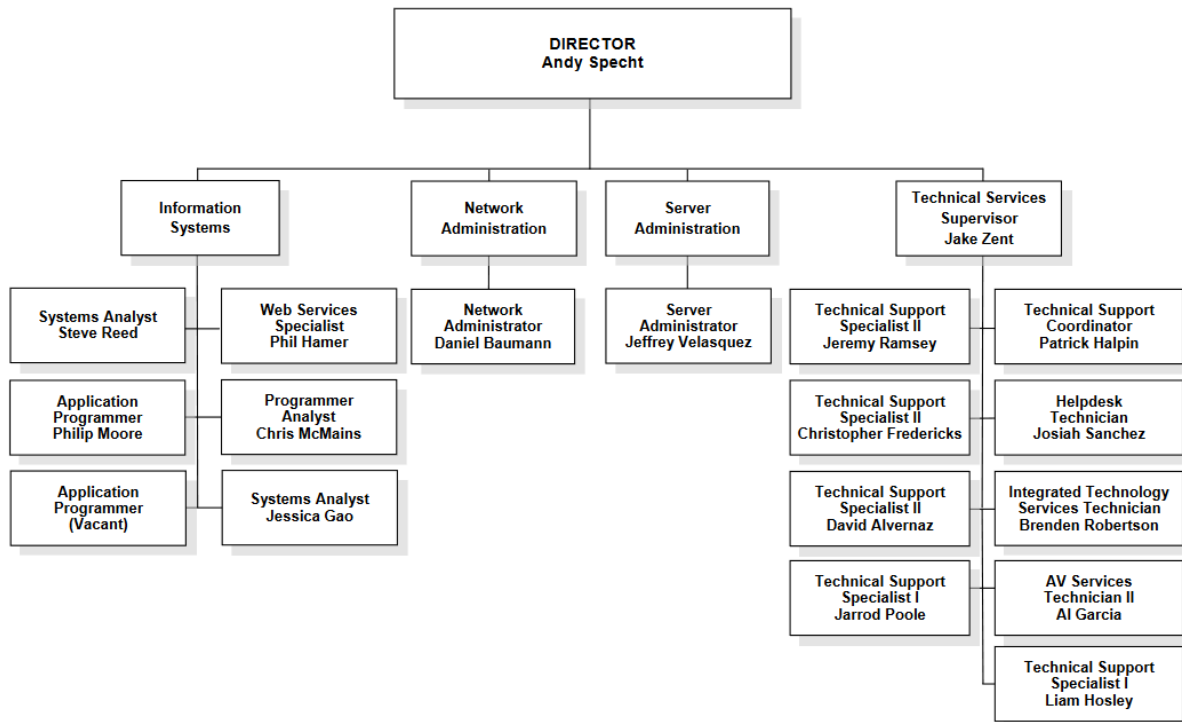 DIRECTOR
Andy Specht
Information
Systems
Network
Administration
Server
Administration
Technical Services
Supervisor
Jake Zent
Systems Analyst
Steve Reed
Web Services
Specialist
Phil Hamer
Network
Administrator
Daniel Baumann
Server
Administrator
Jeffrey Velasquez
Technical Support
Specialist II
Jeremy Ramsey
Technical Support
Coordinator
Patrick Halpin
Application
Programmer
Philip Moore
Programmer
Analyst
Chris McMains
Technical Support
Specialist II
Christopher Fredericks
Helpdesk
Technician
Josiah Sanchez
Application
Programmer
(Vacant)
Systems Analyst
Jessica Gao
Technical Support
Specialist II
David Alvernaz
Integrated Technology
Services Technician
Brenden Robertson
Technical Support
Specialist I
Jarrod Poole
AV Services
Technician II
Al Garcia
Technical Support
Specialist I
Liam Hosley